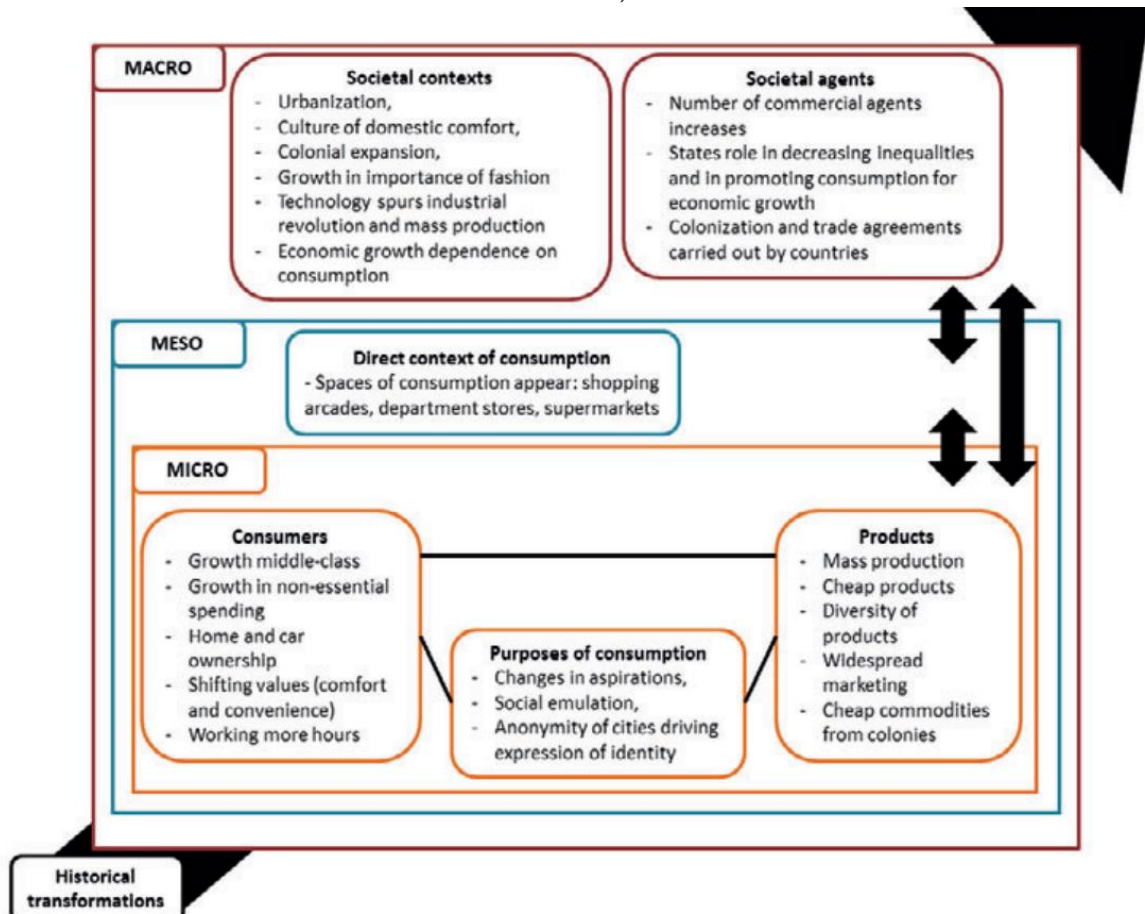 MACRO
Societal contexts
- Urbanization,
- Culture of domestic comfort,
- Colonial expansion,
- Growth in importance of fashion
- Technology spurs industrial
revolution and mass production
- Economic growth dependence on
consumption
Societal agents
- Number of commercial agents
increases
- States role in decreasing inequalities
and in promoting consumption for
economic growth
- Colonization and trade agreements
carried out by countries
MESO
Direct context of consumption
- Spaces of consumption appear: shopping
arcades, department stores, supermarkets
MICRO
Consumers
- Growth middle-class
- Growth in non-essential
spending
- Home and car
ownership
- Shifting values (comfort
and convenience)
- Working more hours
Purposes of consumption
- Changes in aspirations,
- Social emulation,
- Anonymity of cities driving
expression of identity
Products
- Mass production
- Cheap products
- Diversity of
products
- Widespread
marketing
- Cheap commodities
from colonies
Historical
transformations